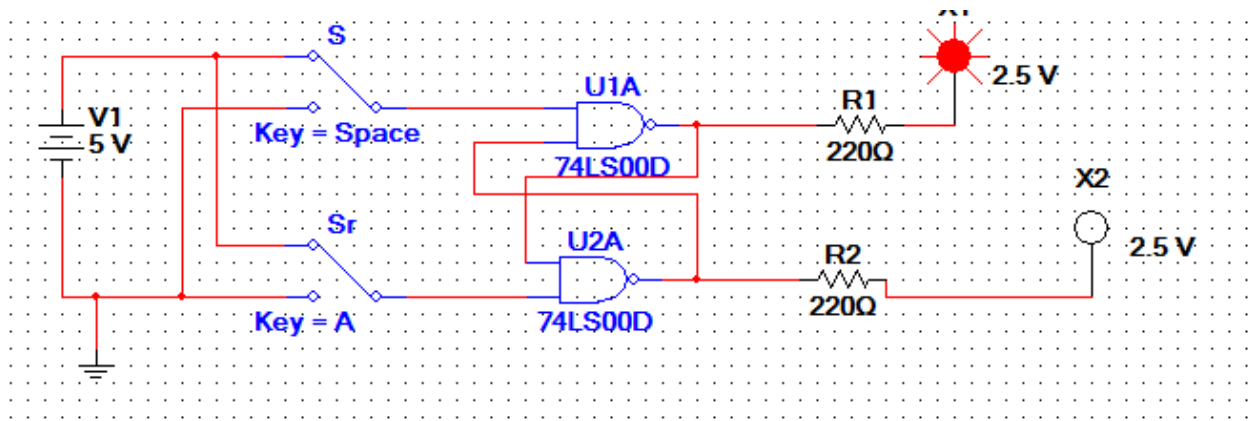 X1
S
2.5 V
U1A
R1
V1
5 V
Key = Space
220Ω
74LS00D
X2
Sr
U2A
2.5 V
R2
220Ω
Key = A
74LS00D